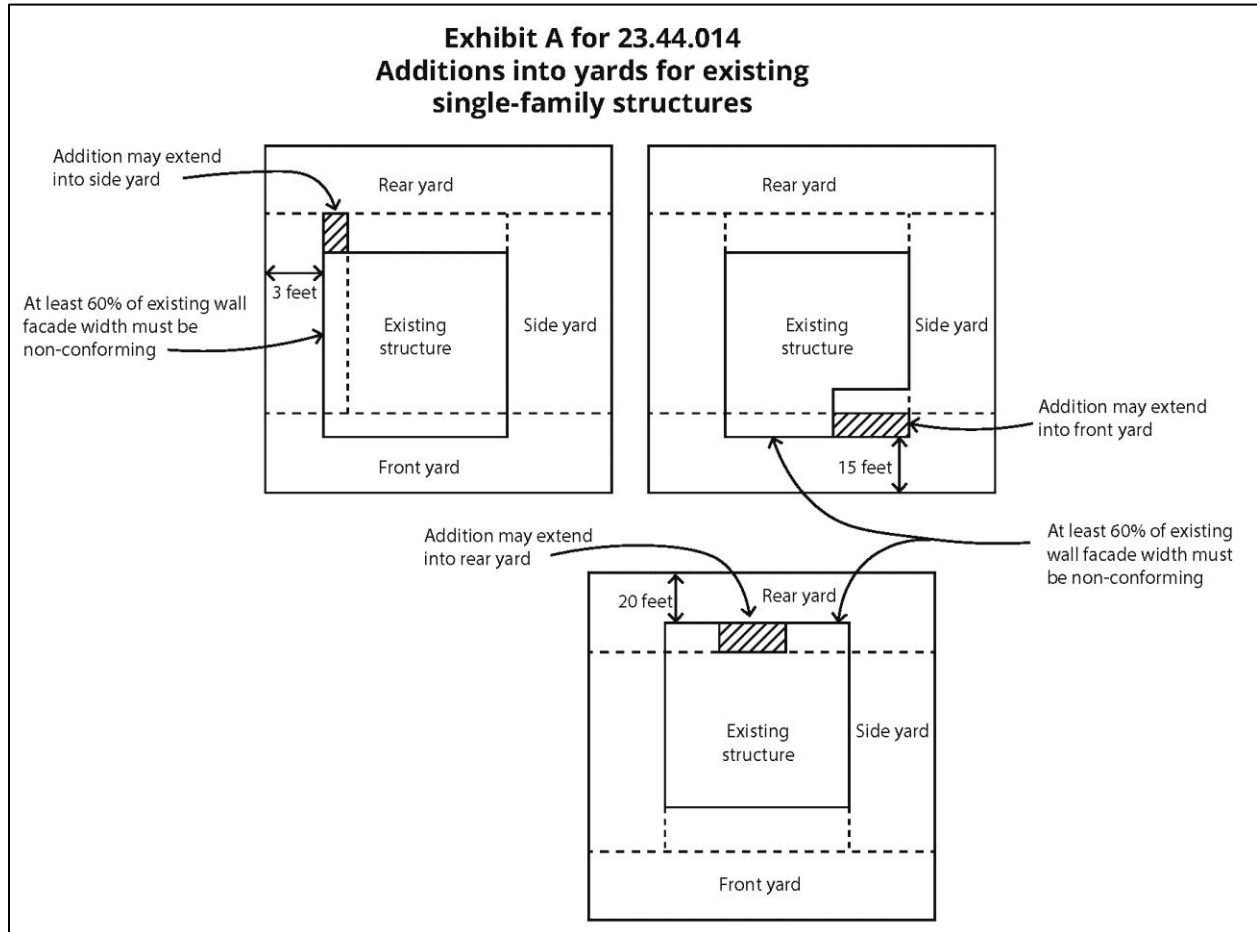 Exhibit A for 23.44.014
Additions into yards for existing
single-family structures
Addition may extend
into side yard
Rear yard
3 feet
At least 60% of existing wall
facade width must be
non-conforming
Existing
structure
Side yard
Front yard
Rear yard
Existing
structure
Side yard
Addition may extend
into front yard
15 feet
At least 60% of existing
wall facade width must
be non-conforming
Addition may extend
into rear yard
20 feet
Rear yard
Existing
structure
Side yard
Front yard